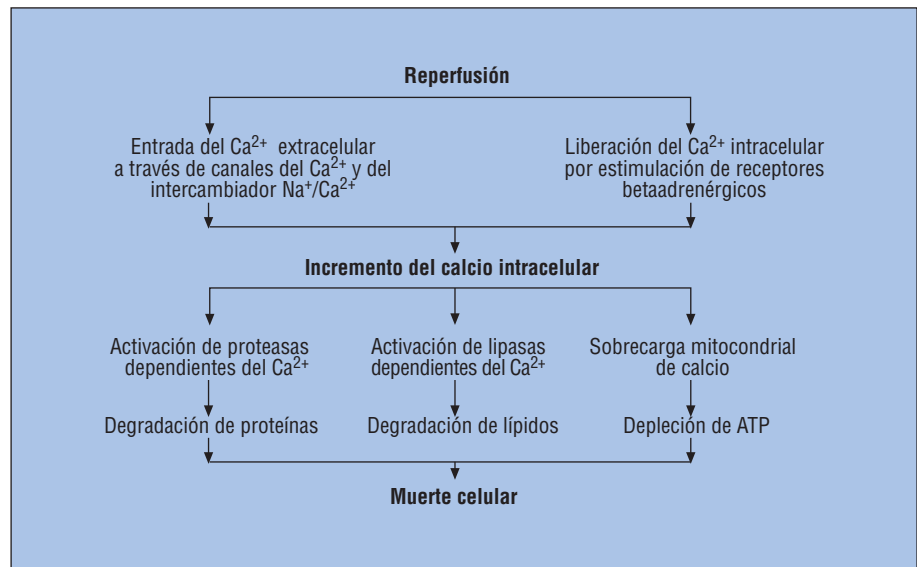 Reperfusión
Entrada del Ca²⁺ extracelular
a través de canales del Ca²⁺ y del
intercambiador Na⁺/Ca²⁺
Liberación del Ca²⁺ intracelular
por estimulación de receptores
betaadrenérgicos
Incremento del calcio intracelular
Activación de proteasas
dependientes del Ca²⁺
Activación de lipasas
dependientes del Ca²⁺
Sobrecarga mitocondrial
de calcio
Degradación de proteínas
Degradación de lípidos
Depleción de ATP
Muerte celular